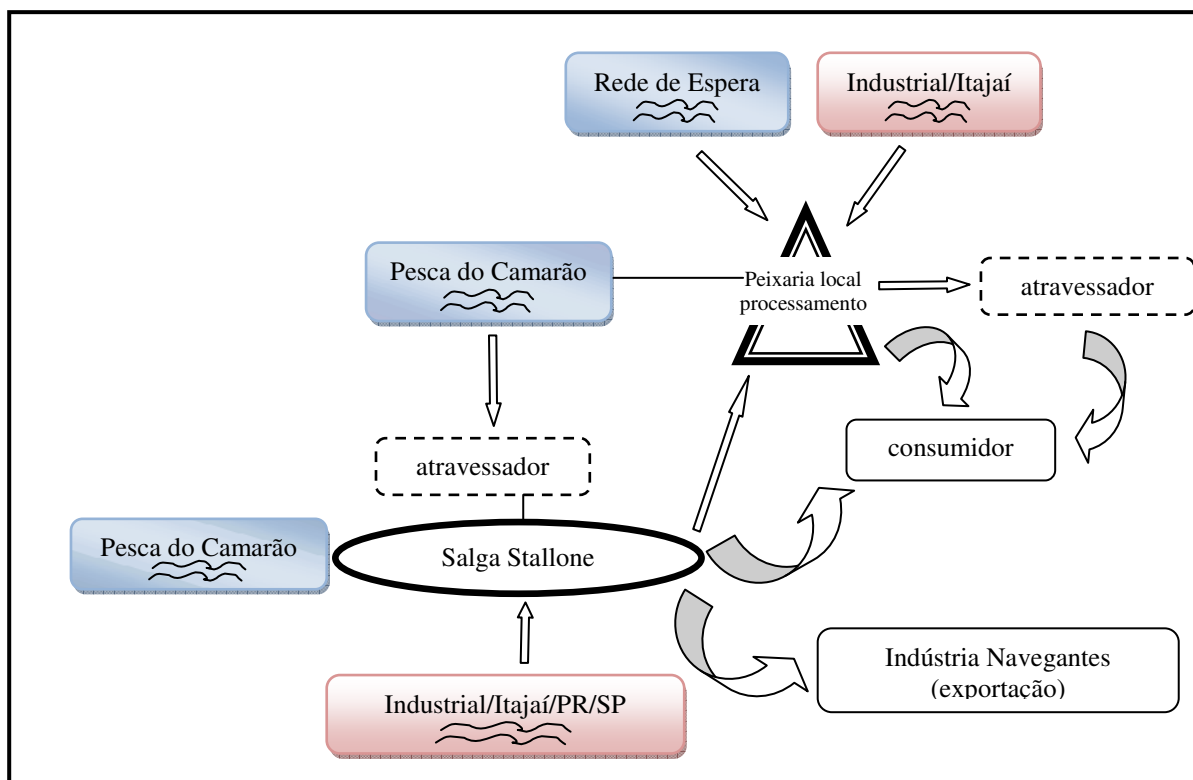 Rede de Espera
Industrial/Itajaí
Pesca do Camarão
Peixaria local
processamento
atravessador
atravessador
consumidor
Pesca do Camarão
Salga Stallone
Indústria Navegantes
(exportação)
Industrial/Itajaí/PR/SP